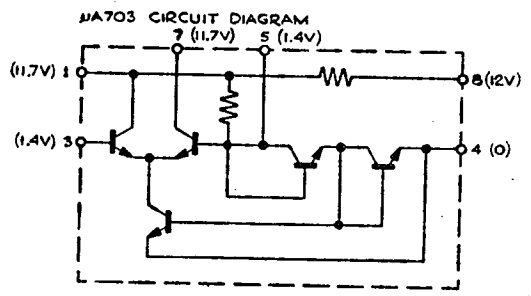 µA703 CIRCUIT DIAGRAM
7 (11.7V) 5 (1.4V)
(11.7V) 1
8 (12V)
(1.4V) 3
4 (0)